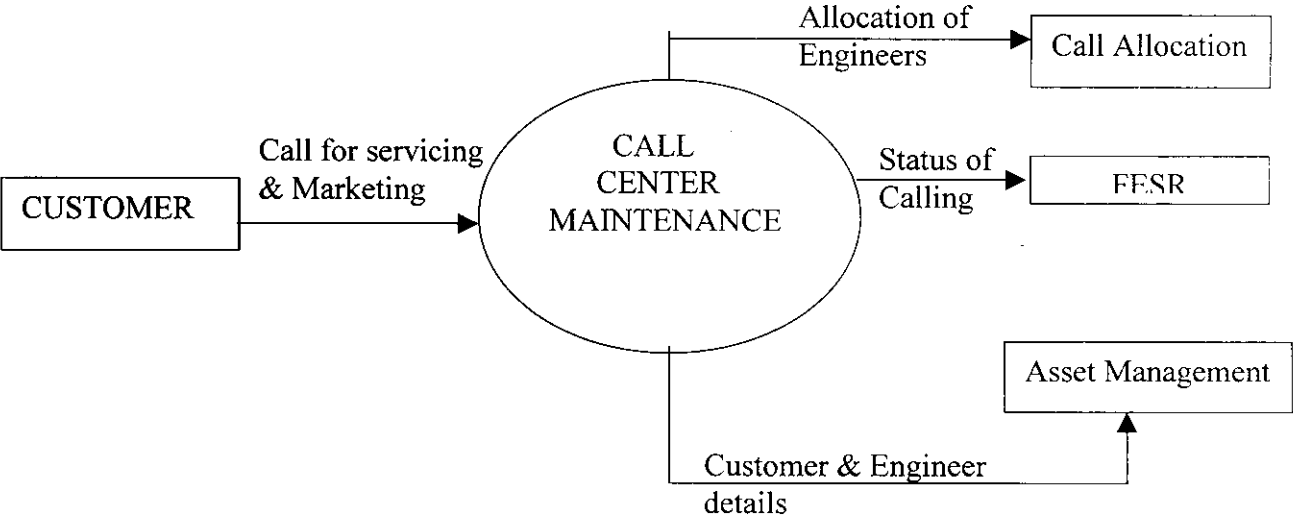 Allocation of
Engineers
Call Allocation
Call for servicing
& Marketing
CUSTOMER
CALL
CENTER
MAINTENANCE
Status of
Calling
FESR
Asset Management
Customer & Engineer
details